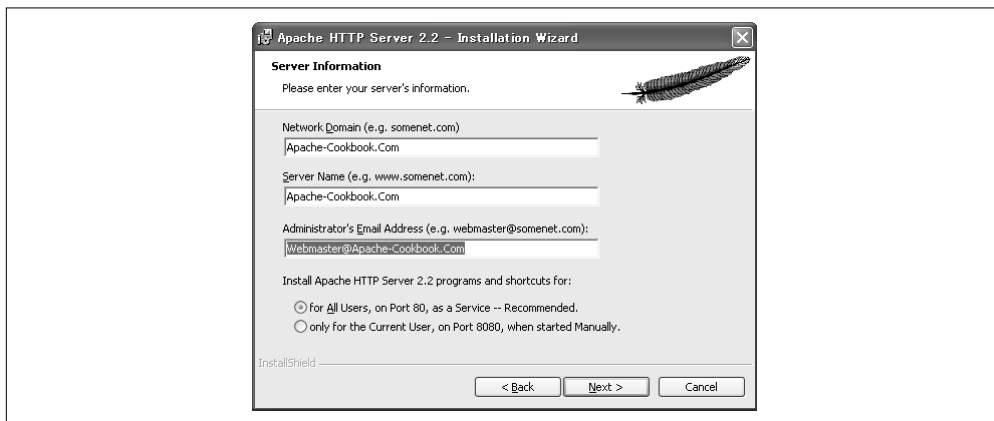 Apache HTTP Server 2.2 - Installation Wizard
Server Information
Please enter your server's information.
Network Domain (e.g. somenet.com)
Apache-Cookbook.Com
Server Name (e.g. www.somenet.com):
Apache-Cookbook.Com
Administrator's Email Address (e.g. webmaster@somenet.com):
Webmaster@Apache-Cookbook.Com
Install Apache HTTP Server 2.2 programs and shortcuts for:
for All Users, on Port 80, as a Service -- Recommended.
only for the Current User, on Port 8080, when started Manually.
InstallShield
< Back Next > Cancel